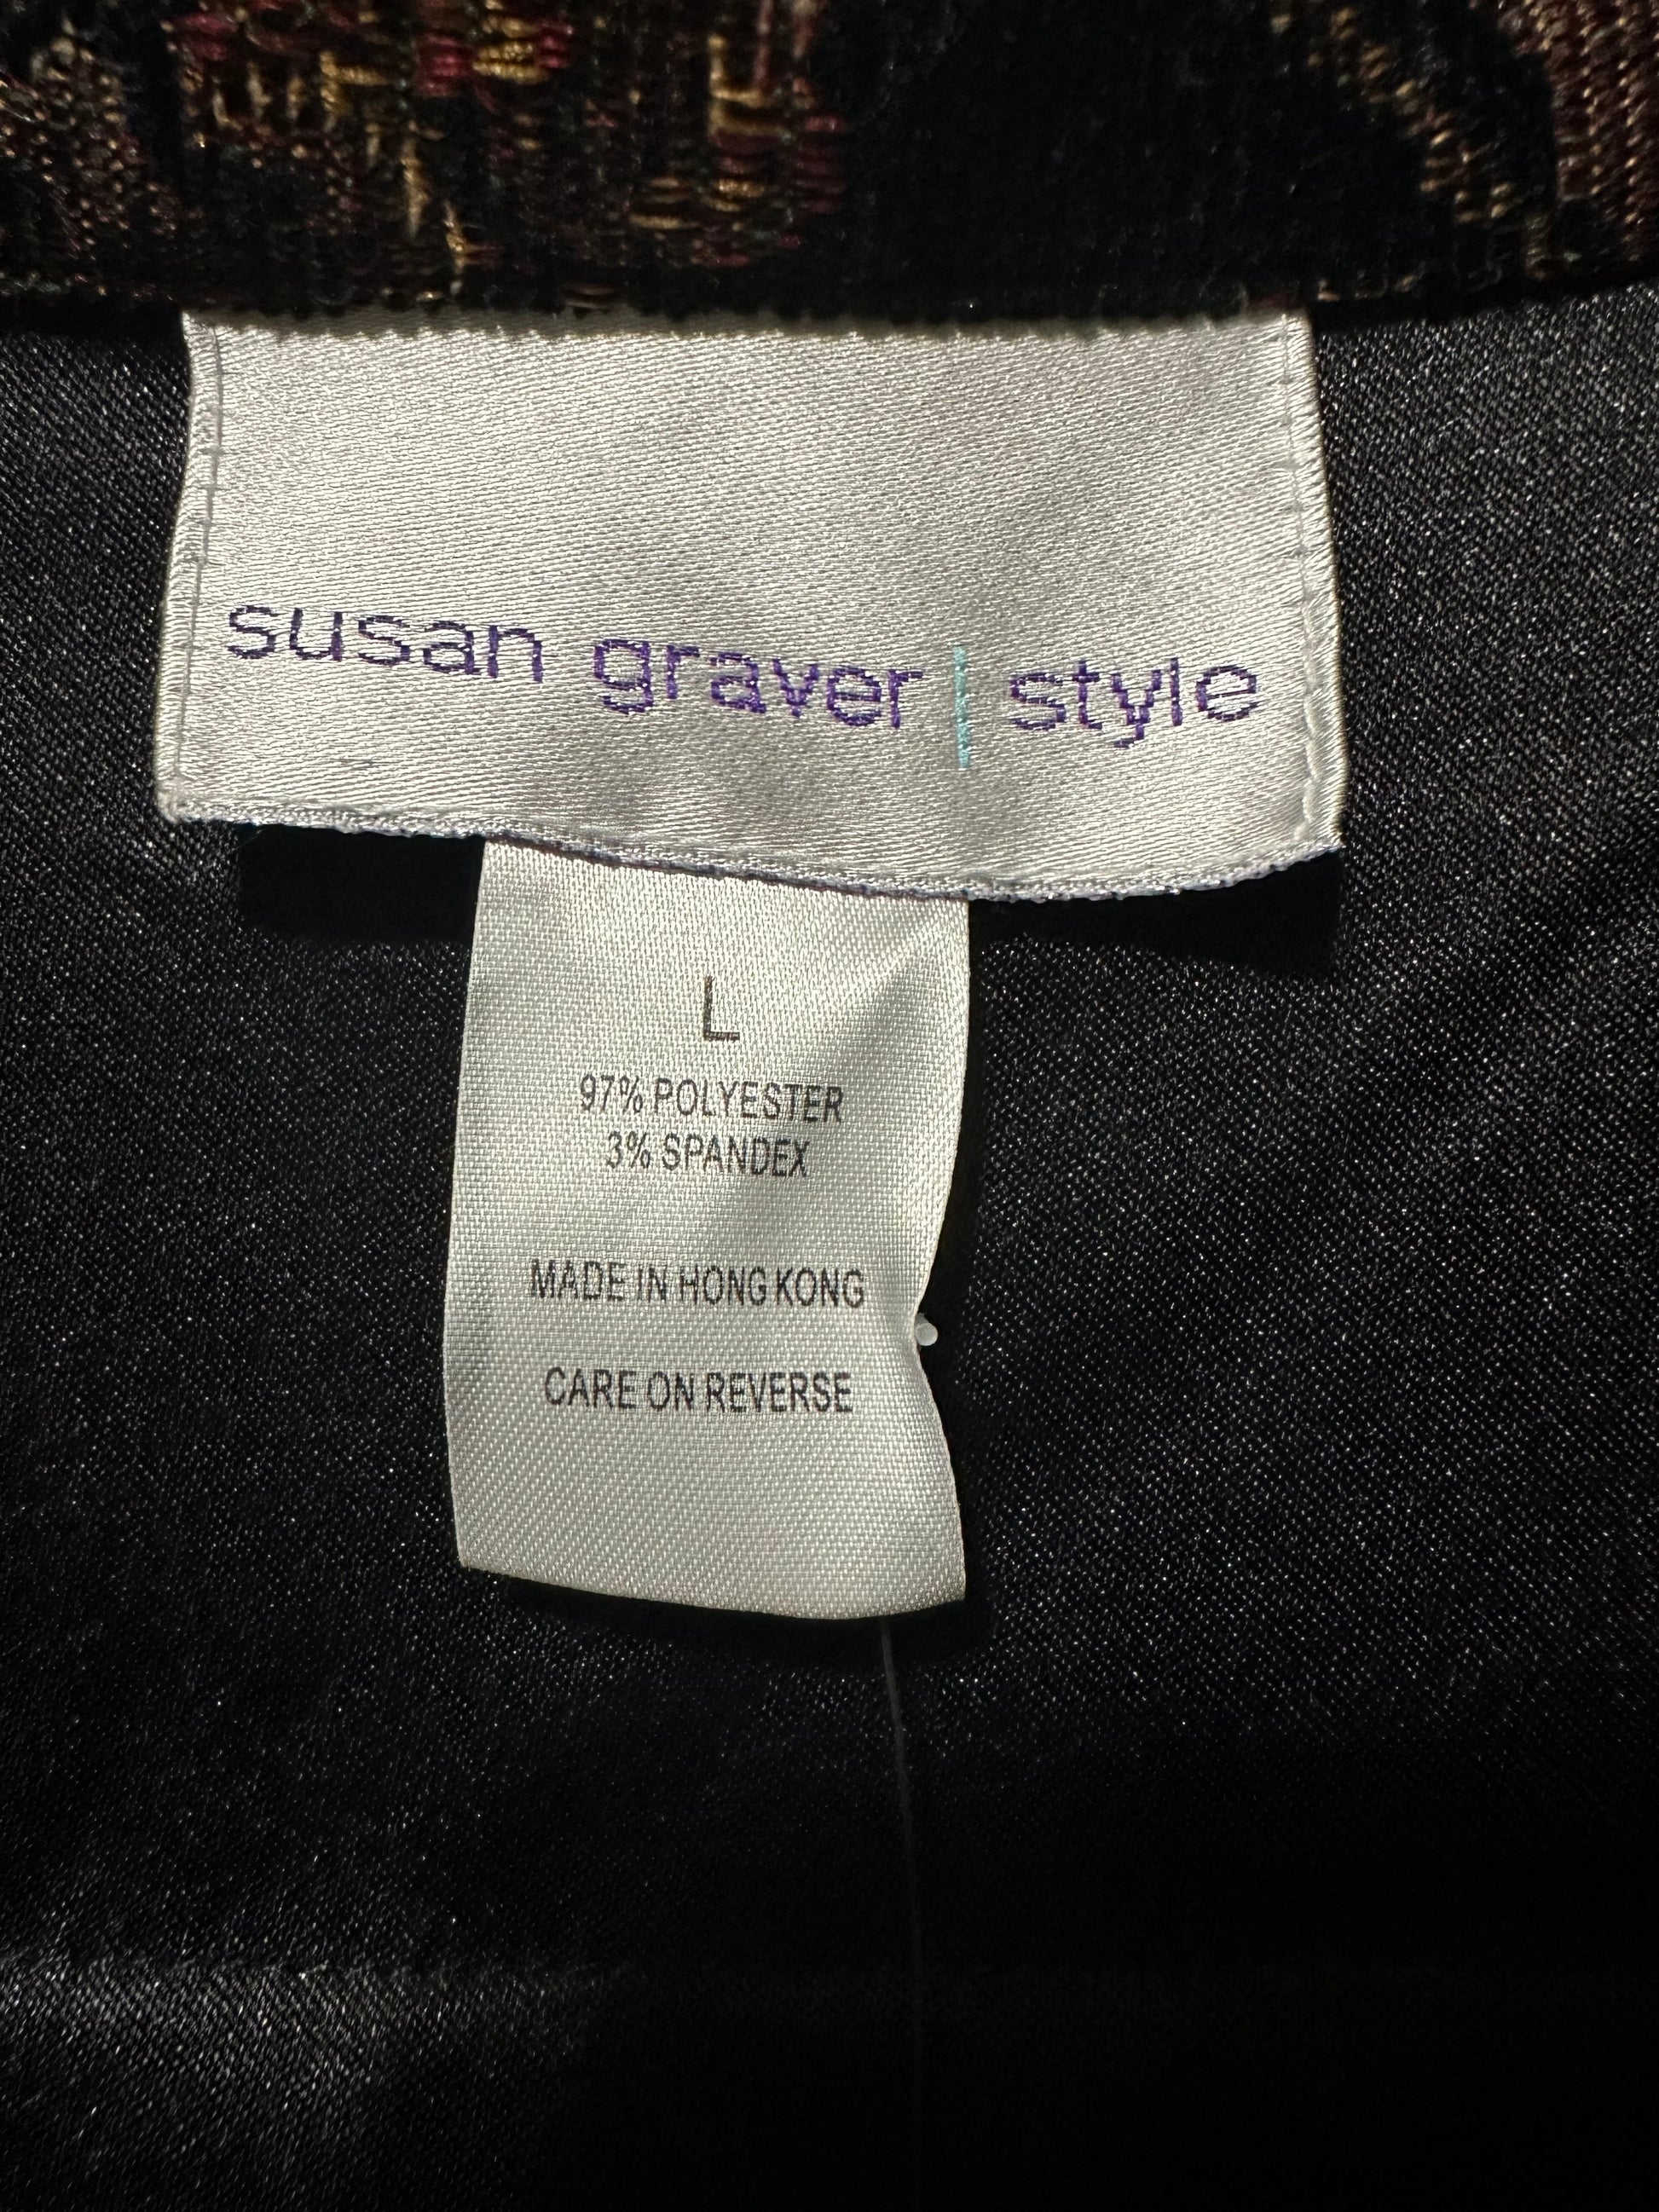 susan graver | style
L
97% POLYESTER
3% SPANDEX
MADE IN HONG KONG
CARE ON REVERSE